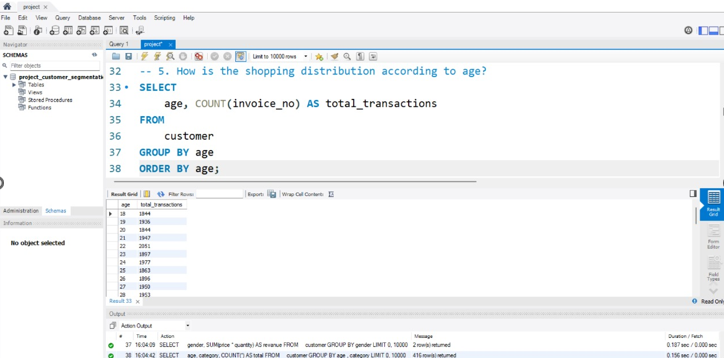 project
File Edit View Query Database Server Tools Scripting Help
Navigator
SCHEMAS
Filter objects
project_customer_segmentatio
Tables
Views
Stored Procedures
Functions
Administration Schemas
Information
No object selected
Query 1 project*
Limit to 10000 rows
32 -- 5. How is the shopping distribution according to age?
33 SELECT
34 age, COUNT(invoice_no) AS total_transactions
35 FROM
36 customer
37 GROUP BY age
38 ORDER BY age;
Result Grid Filter Rows: Export: Wrap Cell Content:
age total_transactions
18 1844
19 1936
20 1844
21 1947
22 2051
23 1897
24 1977
25 1863
26 1896
27 1950
28 1953
Result 33
Result Grid
Form Editor
Field Types
Read Only
Output
Action Output
# Time Action Message Duration / Fetch
37 16:04:09 SELECT gender, SUM(price * quantity) AS revanue FROM customer GROUP BY gender LIMIT 0, 10000 2 row(s) returned 0.187 sec / 0.000 sec
38 16:04:42 SELECT age, category, COUNT(*) AS total FROM customer GROUP BY age , category LIMIT 0, 10000 416 row(s) returned 0.156 sec / 0.000 sec